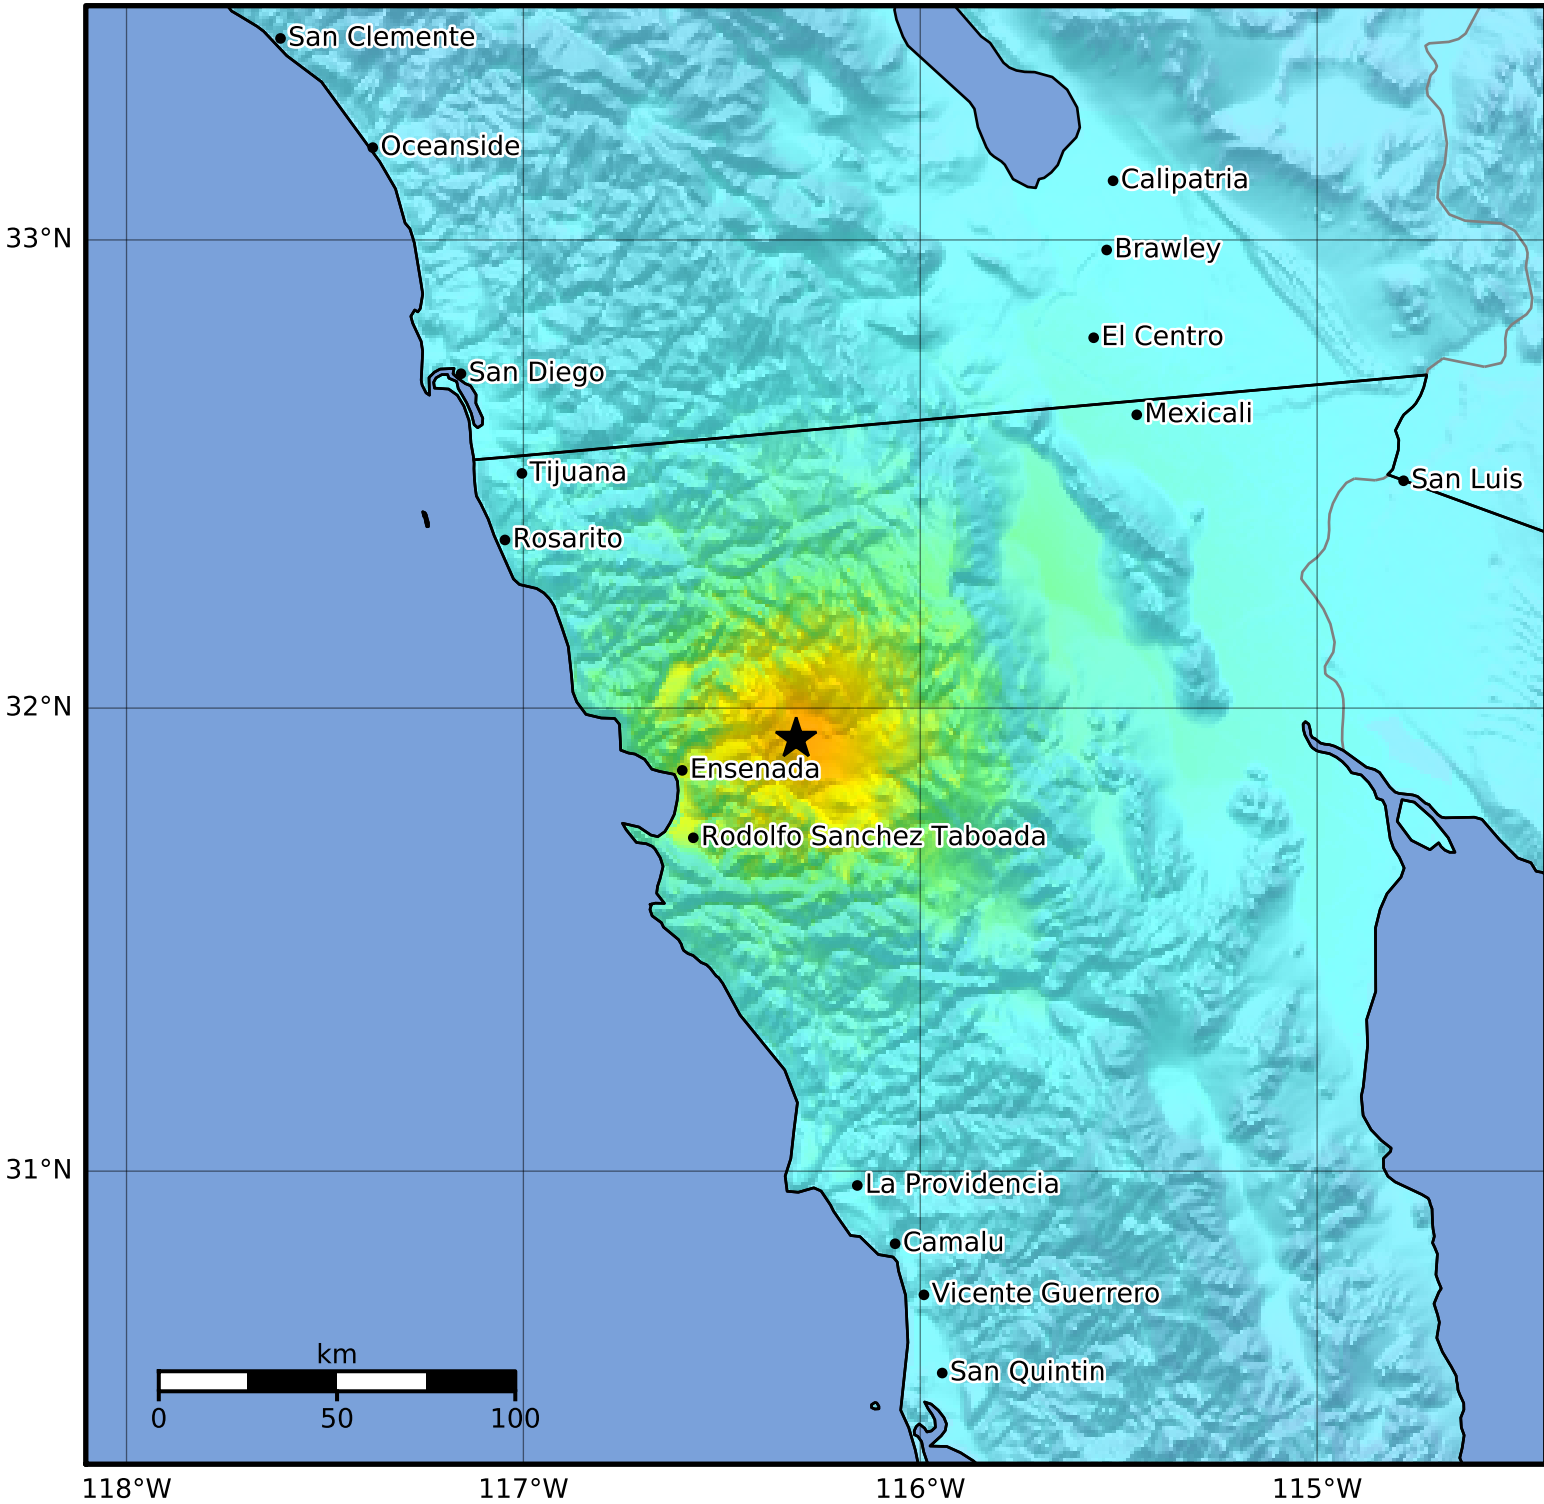 San Clemente
Oceanside
Calipatria
33°N
Brawley
El Centro
San Diego
Mexicali
Tijuana
San Luis
Rosarito
32°N
Ensenada
Rodolfo Sanchez Taboada
31°N
La Providencia
Camalu
Vicente Guerrero
km
San Quintin
0 50 100
118°W 117°W 116°W 115°W